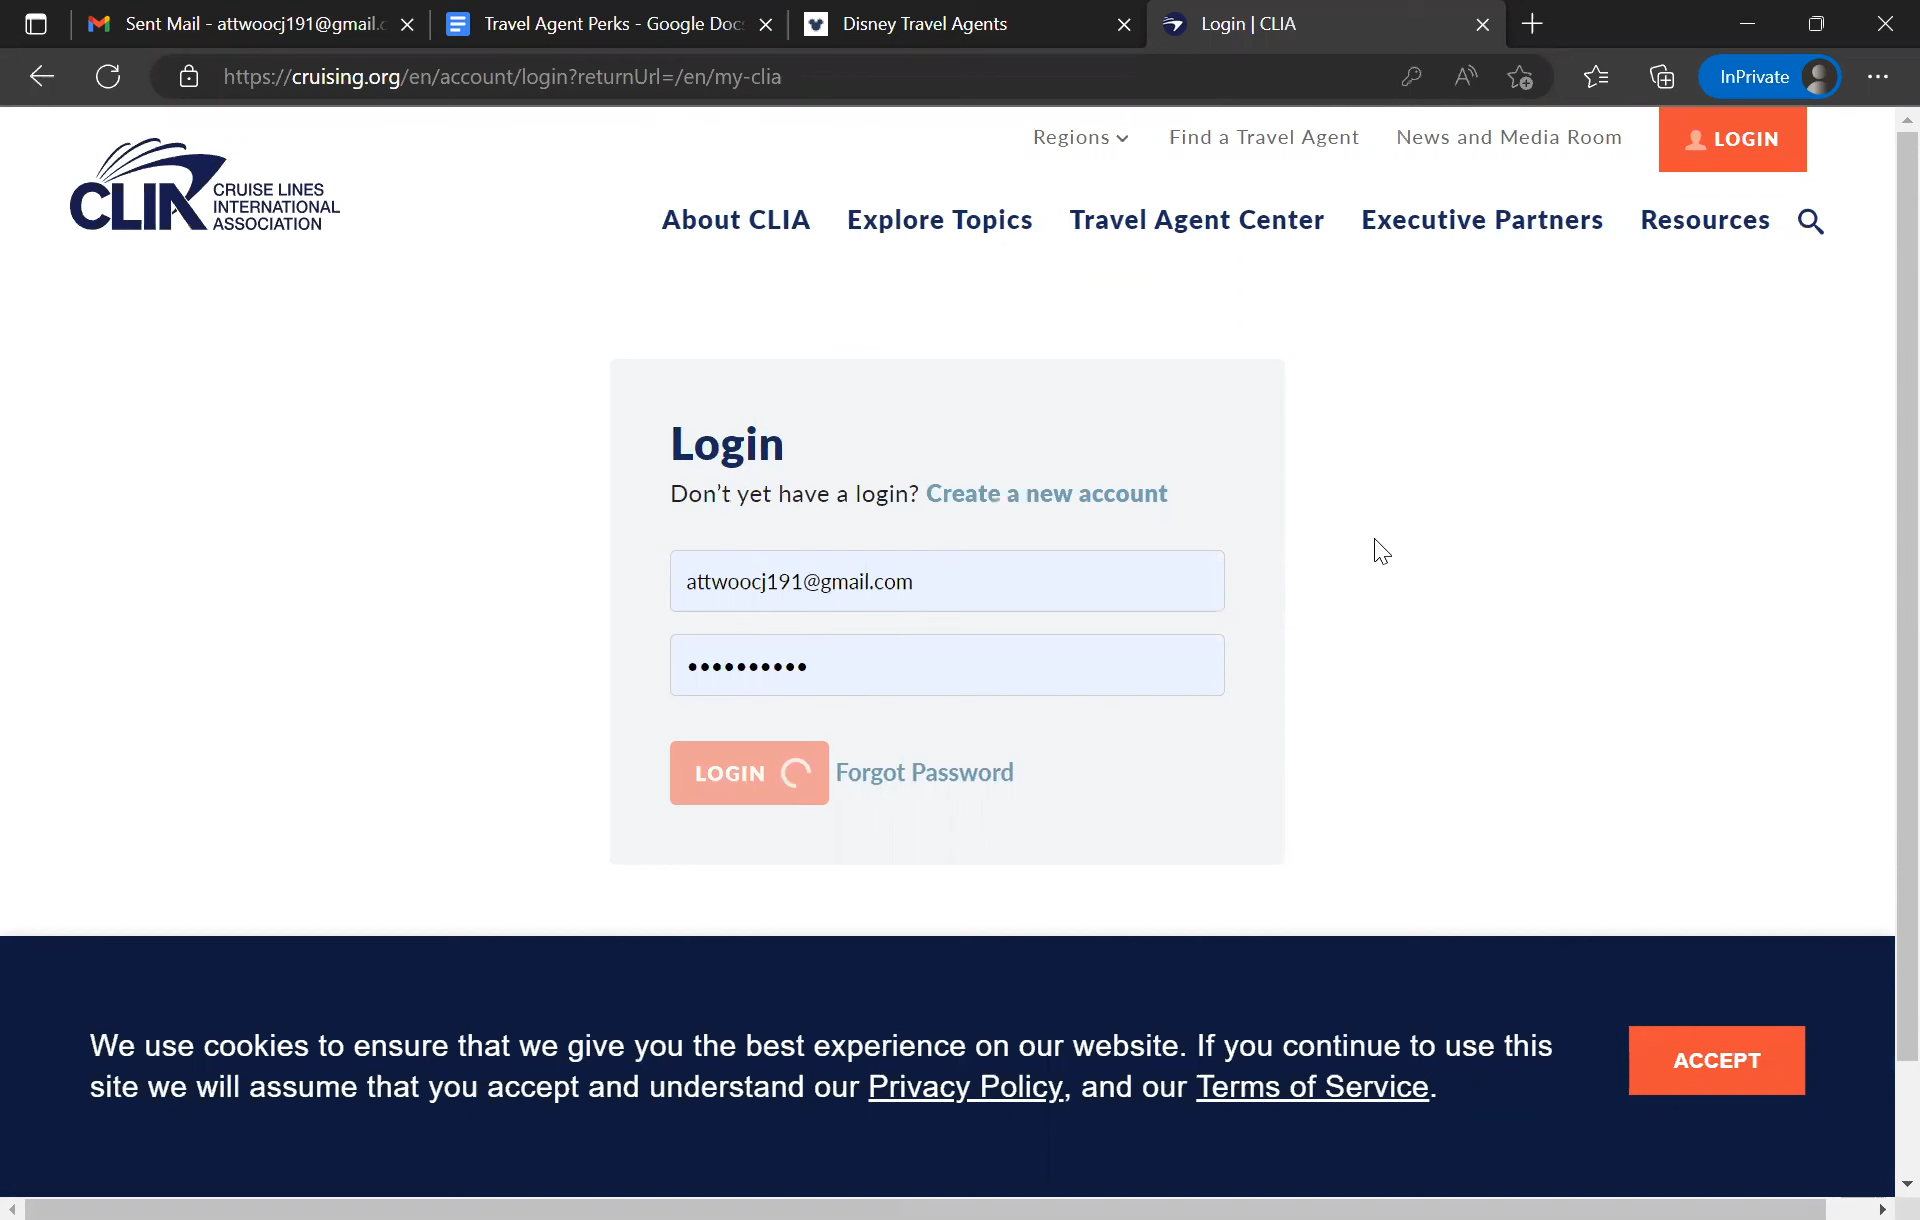 Sent Mail - attwoocj191@gmail.c
Travel Agent Perks - Google Doc
Disney Travel Agents
Login | CLIA
https://cruising.org/en/account/login?returnUrl=/en/my-clia
InPrivate
Regions
Find a Travel Agent
News and Media Room
LOGIN
CLIA
CRUISE LINES
INTERNATIONAL
ASSOCIATION
About CLIA
Explore Topics
Travel Agent Center
Executive Partners
Resources
Login
Don't yet have a login? Create a new account
attwoocj191@gmail.com
••••••••••
LOGIN
Forgot Password
We use cookies to ensure that we give you the best experience on our website. If you continue to use this
site we will assume that you accept and understand our Privacy Policy, and our Terms of Service.
ACCEPT